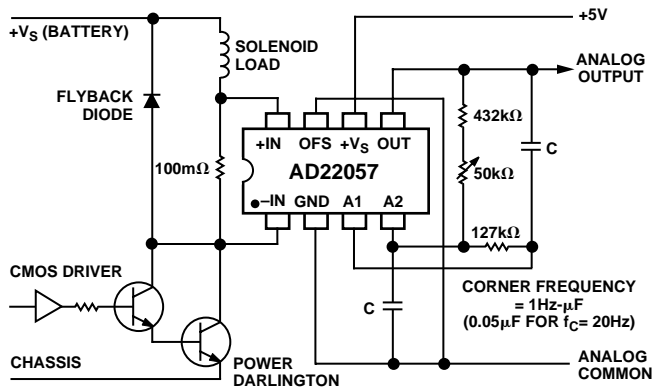 +VS (BATTERY)
FLYBACK
DIODE
SOLENOID
LOAD
100mΩ
+5V
ANALOG
OUTPUT
+IN OFS +VS OUT
AD22057
–IN GND A1 A2
432kΩ
50kΩ
127kΩ
C
C
CMOS DRIVER
CHASSIS
POWER
DARLINGTON
CORNER FREQUENCY
= 1Hz-μF
(0.05μF FOR fC= 20Hz)
ANALOG
COMMON